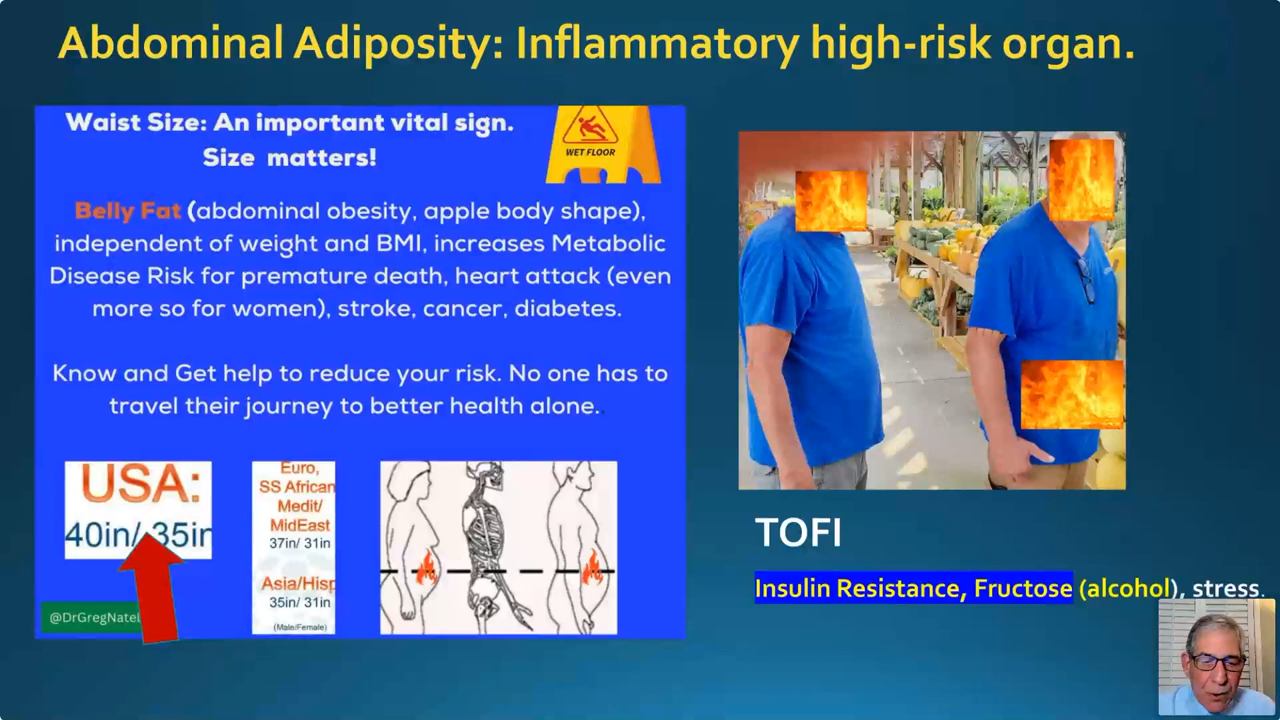 Abdominal Adiposity: Inflammatory high-risk organ.
Waist Size: An important vital sign.
Size matters!
WET FLOOR
Belly Fat (abdominal obesity, apple body shape),
independent of weight and BMI, increases Metabolic
Disease Risk for premature death, heart attack (even
more so for women), stroke, cancer, diabetes.
Know and Get help to reduce your risk. No one has to
travel their journey to better health alone.
USA:
40in/ 35in
Euro,
SS African
Medit/
MidEast
37in/ 31in
Asia/Hisp
35in/ 31in
(Male/Female)
@DrGregNatel
TOFI
Insulin Resistance, Fructose (alcohol), stress.